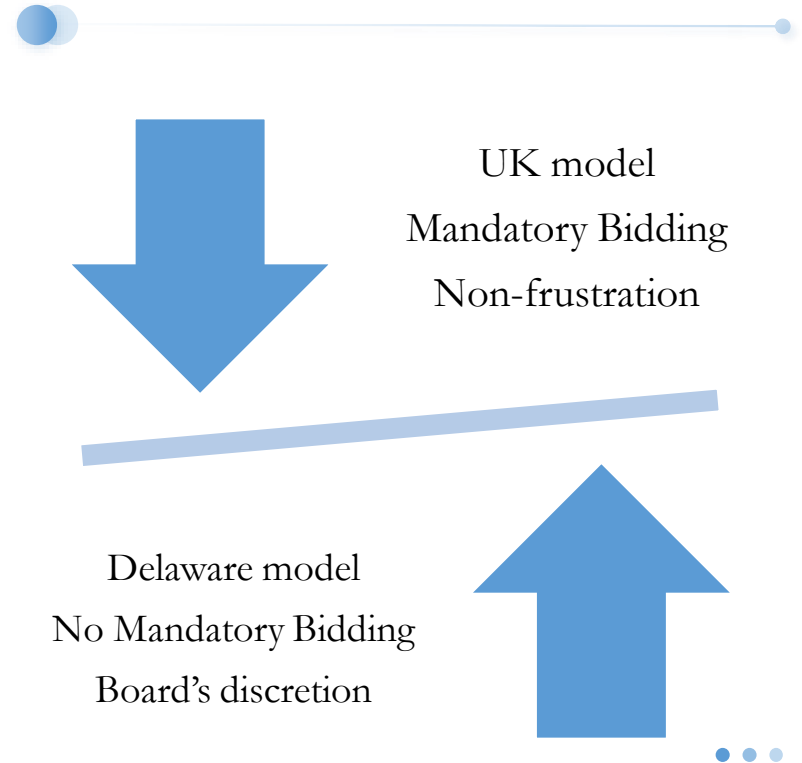 UK model
Mandatory Bidding
Non-frustration
Delaware model
No Mandatory Bidding
Board’s discretion